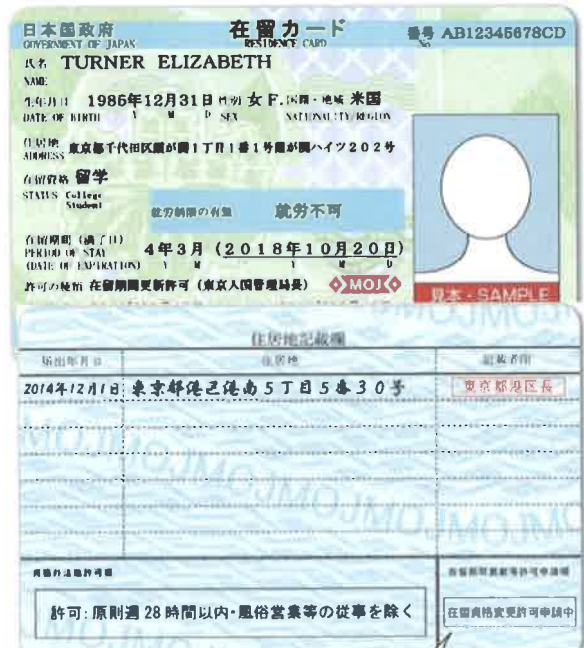 日本国政府 在留カード 番号 AB12345678CD
GOVERNMENT OF JAPAN RESIDENCE CARD No
氏名 TURNER ELIZABETH
NAME
生年月日 1986年12月31日 性別 女 F. 国籍・地域 米国
DATE OF BIRTH Y M D SEX NATIONALITY/REGION
住居地
ADDRESS 東京都千代田区霞が関1丁目1番1号霞が関ハイツ202号
在留資格 留学
STATUS College
Student
就労制限の有無 就労不可
在留期間(満了日)
PERIOD OF STAY 4年3月(2018年10月20日)
(DATE OF EXPIRATION) Y M Y M D
許可の種類 在留期間更新許可(東京入国管理局長) MOJ
見本・SAMPLE
住居地記載欄
届出年月日 住居地 記載者印
2014年12月1日 東京都港区港南5丁目5番30号 東京都港区長
MOJMOJMOJMOJMOJMOJ
資格外活動許可欄 在留期間更新等許可申請欄
許可:原則週28時間以内・風俗営業等の従事を除く 在留資格変更許可申請中